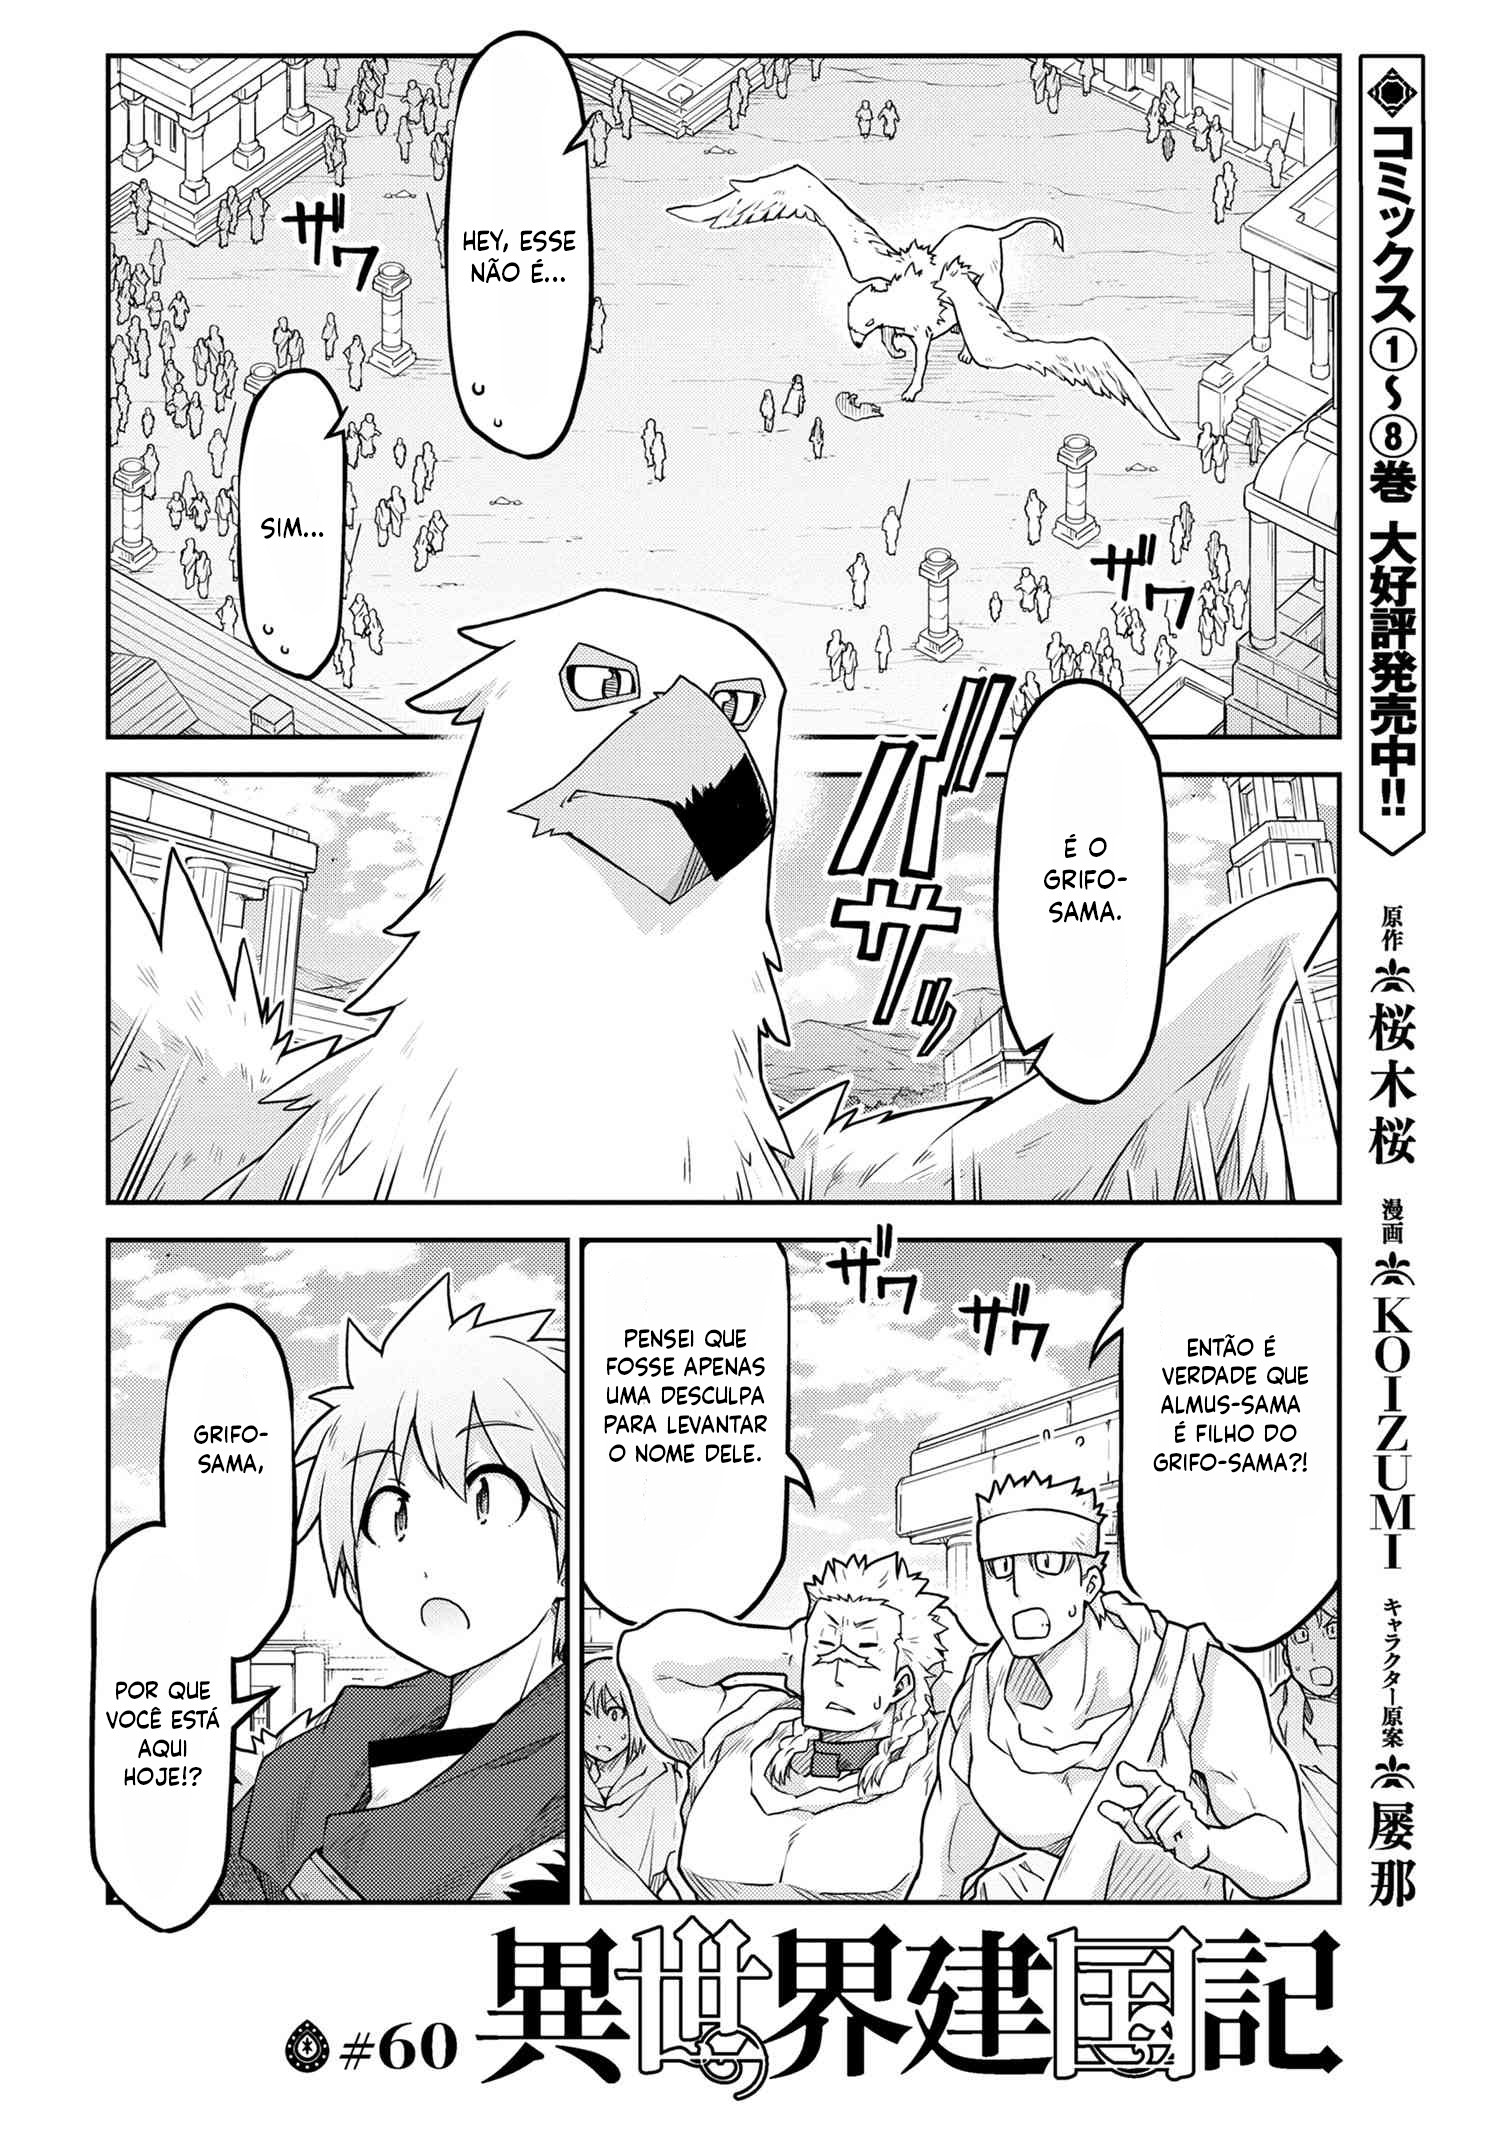 HEY, ESSE
NÃO É...
ザワ
SIM...
ザワ
コミックス①〜⑧巻 大好評発売中!!
原作 桜木桜 漫画 KOIZUMI キャラクター原案 屡那
É O
GRIFO-
SAMA.
バサッ
ENTÃO É
VERDADE QUE
ALMUS-SAMA
É FILHO DO
GRIFO-SAMA?!
ザワ
ザワ
PENSEI QUE
FOSSE APENAS
UMA DESCULPA
PARA LEVANTAR
O NOME DELE.
GRIFO-
SAMA,
POR QUE
VOCÊ ESTÁ
AQUI
HOJE!?
#60 異世界建国記